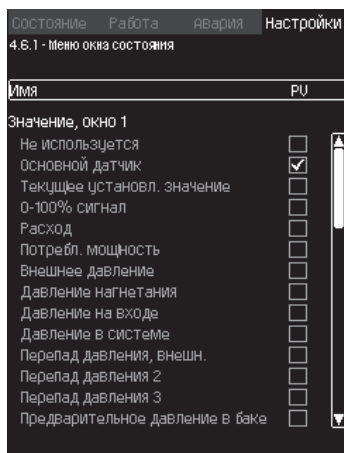 Состояние Работа Авария Настройки
4.6.1 - Меню окна состояния
Имя PV
Значение, окно 1
Не используется
Основной датчик
Текущее установл. значение
0-100% сигнал
Расход
Потребл. мощность
Внешнее давление
Давление нагнетания
Давление на входе
Давление в системе
Перепад давления, внешн.
Перепад давления 2
Перепад давления 3
Предварительное давление в баке